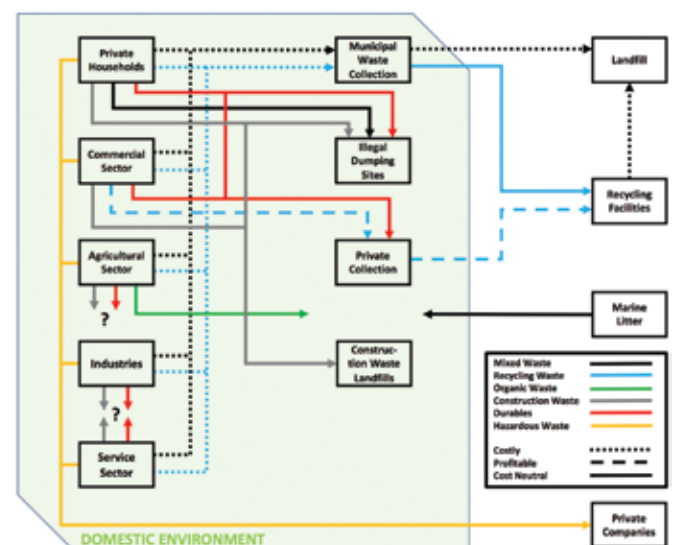 Private
Households
Municipal
Waste
Collection
Landfill
Commercial
Sector
Illegal
Dumping
Sites
Recycling
Facilities
Agricultural
Sector
Private
Collection
?
Marine
Litter
Industries
Construc-
tion Waste
Landfills
?
Service
Sector
Mixed Waste
Recycling Waste
Organic Waste
Construction Waste
Durables
Hazardous Waste
Costly
Profitable
Cost Neutral
Private
Companies
DOMESTIC ENVIRONMENT